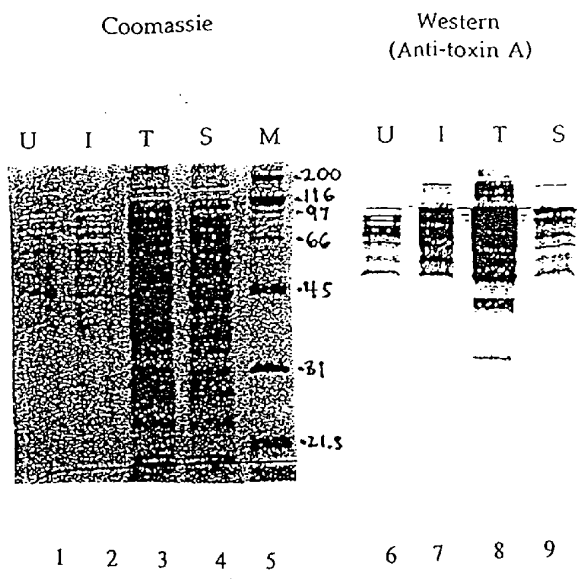 Coomassie
Western
(Anti-toxin A)
U I T S M
U I T S
-200
-116
-97
-66
-45
-31
-21.5
1 2 3 4 5 6 7 8 9